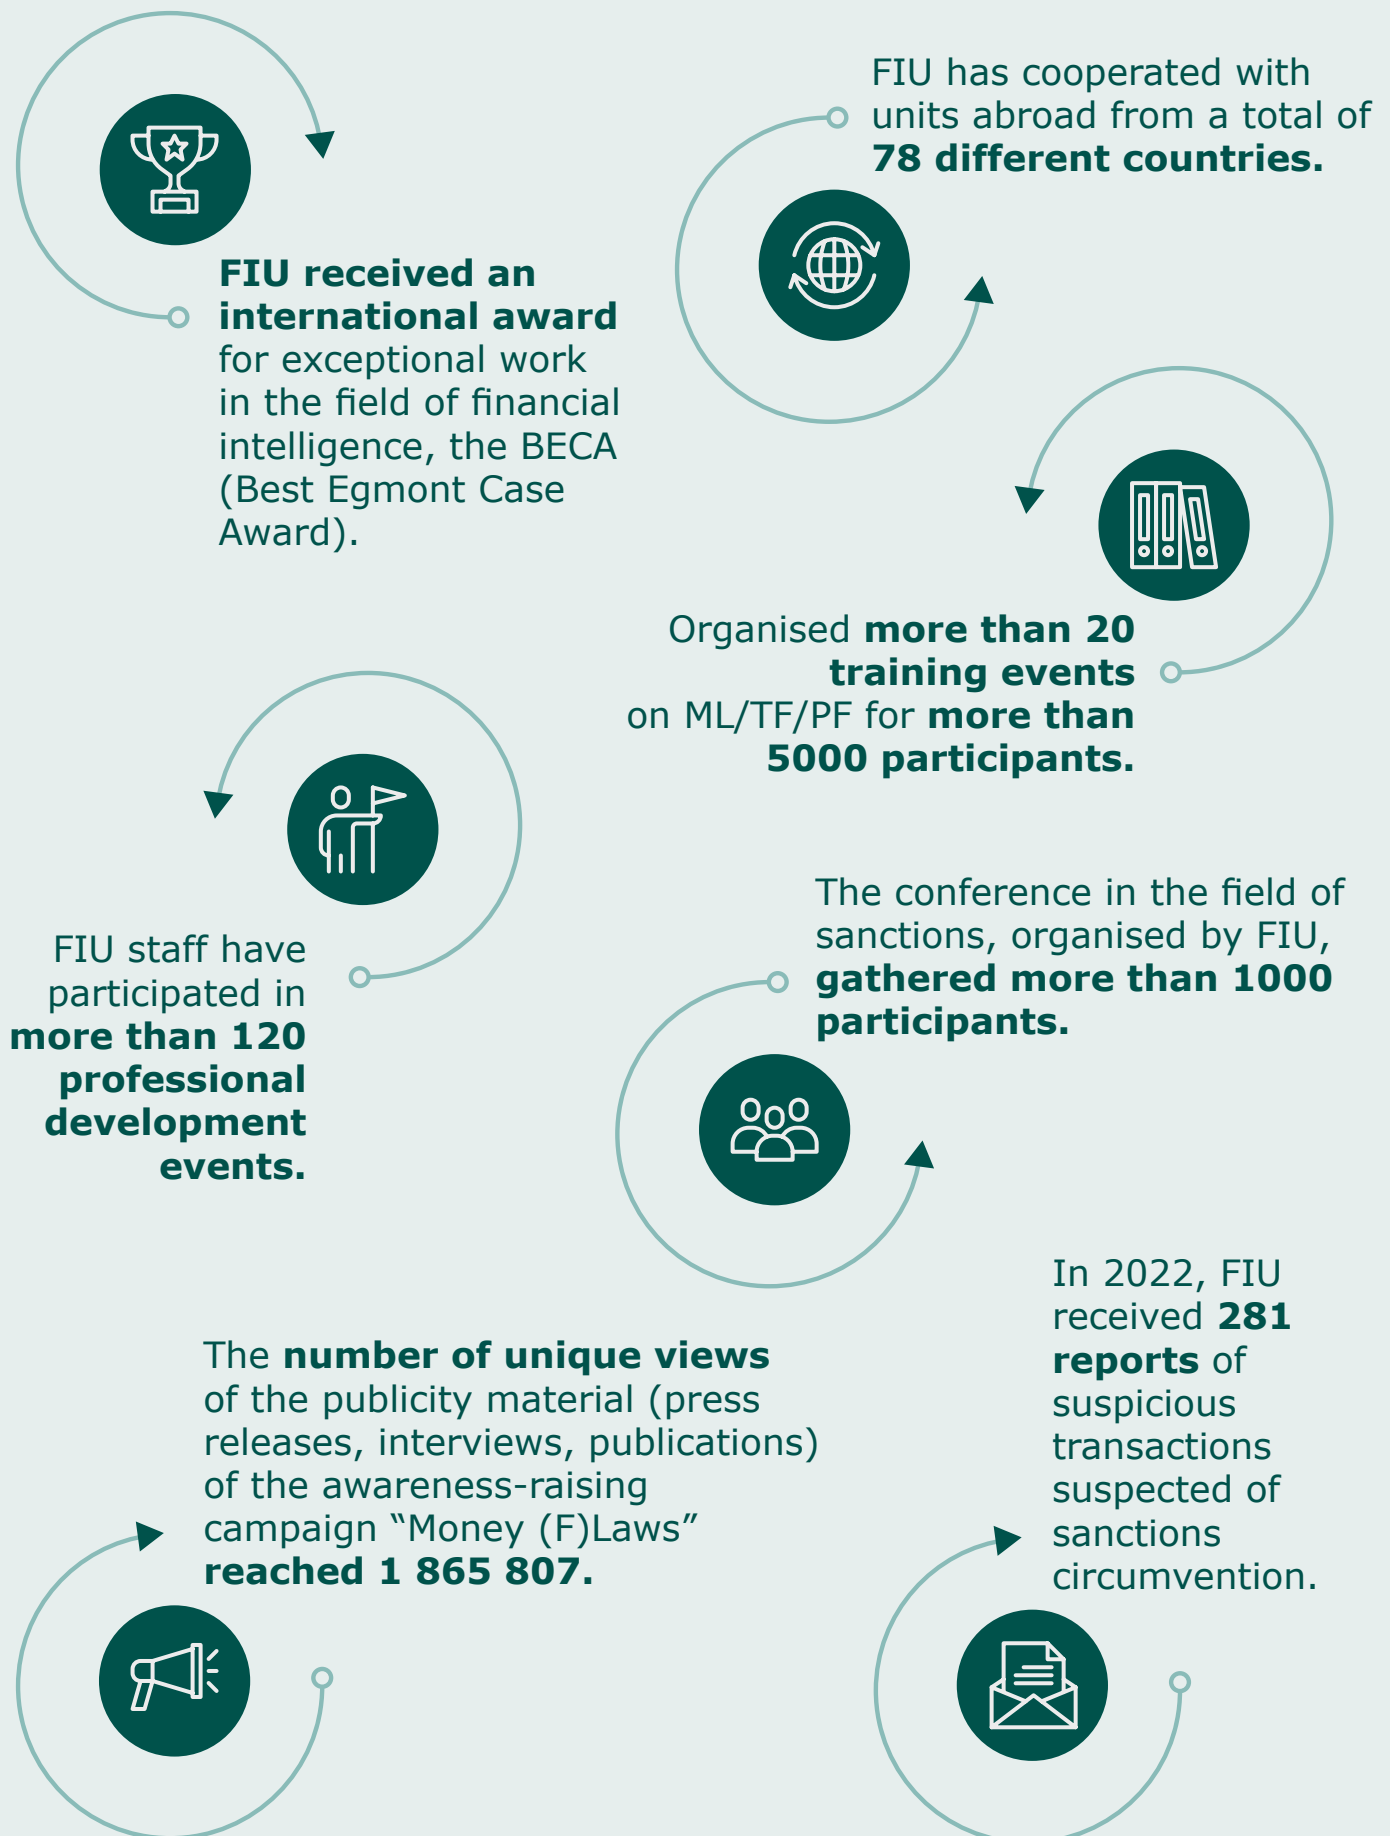 FIU has cooperated with
units abroad from a total of
78 different countries.
FIU received an
international award
for exceptional work
in the field of financial
intelligence, the BECA
(Best Egmont Case
Award).
Organised more than 20
training events
on ML/TF/PF for more than
5000 participants.
FIU staff have
participated in
more than 120
professional
development
events.
The conference in the field of
sanctions, organised by FIU,
gathered more than 1000
participants.
The number of unique views
of the publicity material (press
releases, interviews, publications)
of the awareness-raising
campaign “Money (F)Laws”
reached 1 865 807.
In 2022, FIU
received 281
reports of
suspicious
transactions
suspected of
sanctions
circumvention.